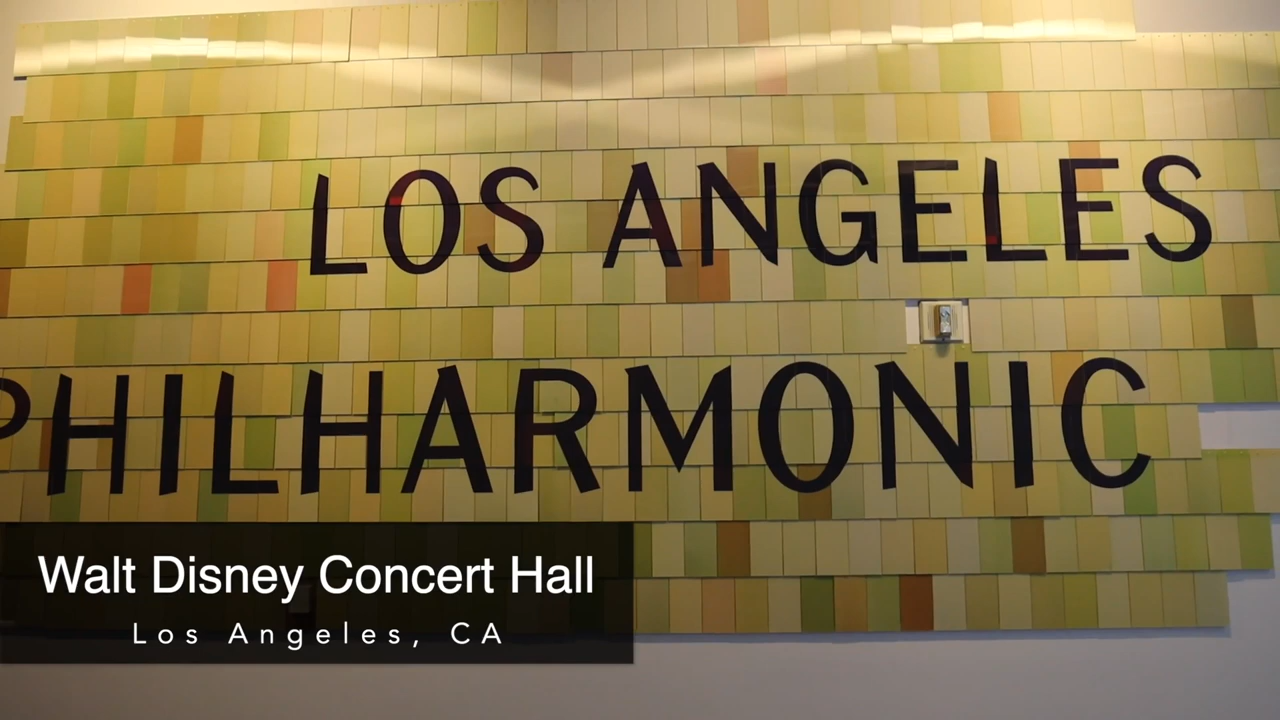 LOS ANGELES
PHILHARMONIC
Walt Disney Concert Hall
Los Angeles, CA